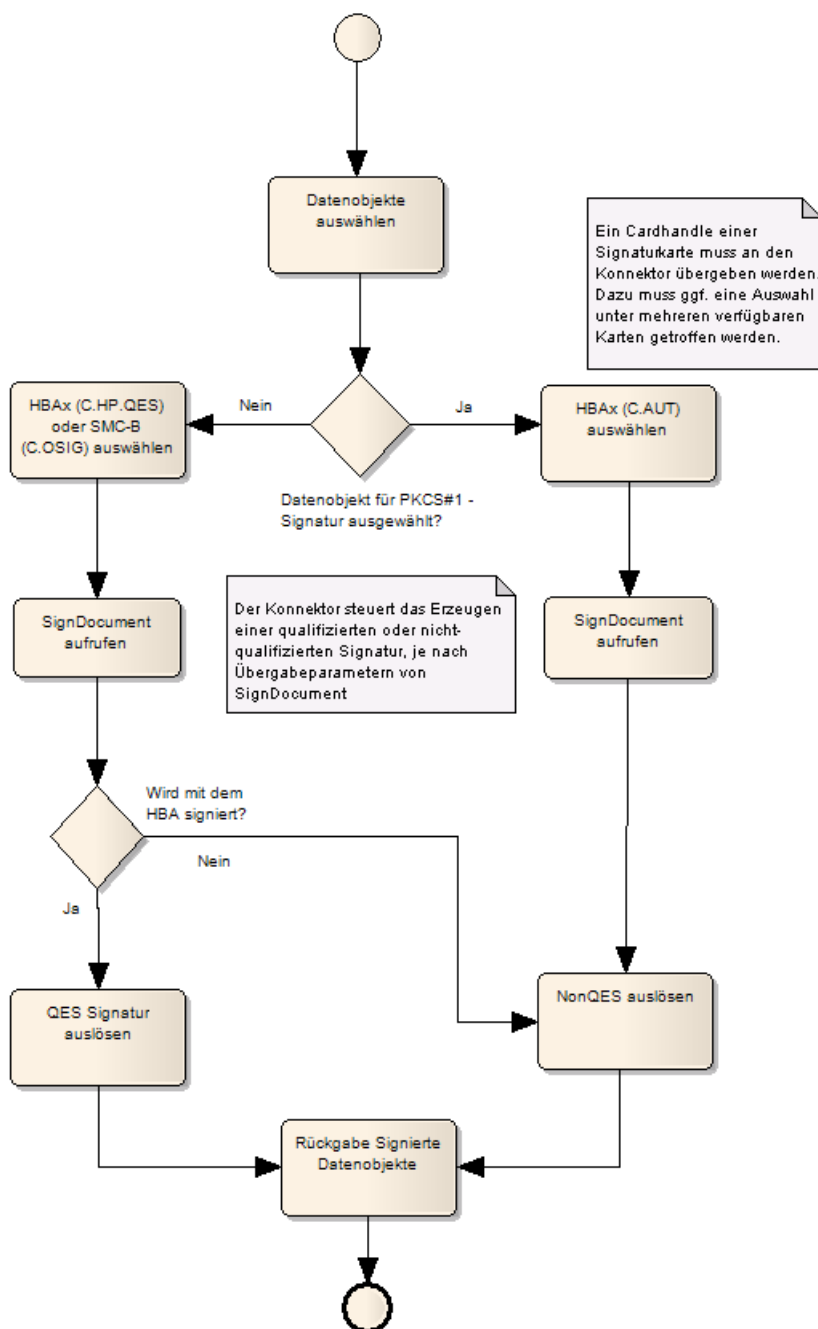 Datenobjekte
auswählen
Ein Cardhandle einer
Signaturkarte muss an den
Konnektor übergeben werden.
Dazu muss ggf. eine Auswahl
unter mehreren verfügbaren
Karten getroffen werden.
HBAx (C.HP.QES)
oder SMC-B
(C.OSIG) auswählen
Nein
Ja
HBAx (C.AUT)
auswählen
Datenobjekt für PKCS#1 -
Signatur ausgewählt?
SignDocument
aufrufen
Der Konnektor steuert das Erzeugen
einer qualifizierten oder nicht-
qualifizierten Signatur, je nach
Übergabeparametern von
SignDocument
SignDocument
aufrufen
Wird mit dem
HBA signiert?
Nein
Ja
QES Signatur
auslösen
NonQES auslösen
Rückgabe Signierte
Datenobjekte